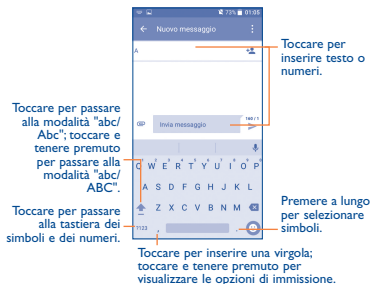 73% 01:05
Nuovo messaggio
A
Toccare per
inserire testo o
numeri.
160 / 1
Invia messaggio
Toccare per passare
alla modalità "abc/
Abc"; toccare e
tenere premuto
per passare alla
modalità "abc/
ABC".
Q W E R T Y U I O P
A S D F G H J K L
Z X C V B N M
?123 , .
Toccare per passare
alla tastiera dei
simboli e dei numeri.
Premere a lungo
per selezionare
simboli.
Toccare per inserire una virgola;
toccare e tenere premuto per
visualizzare le opzioni di immissione.